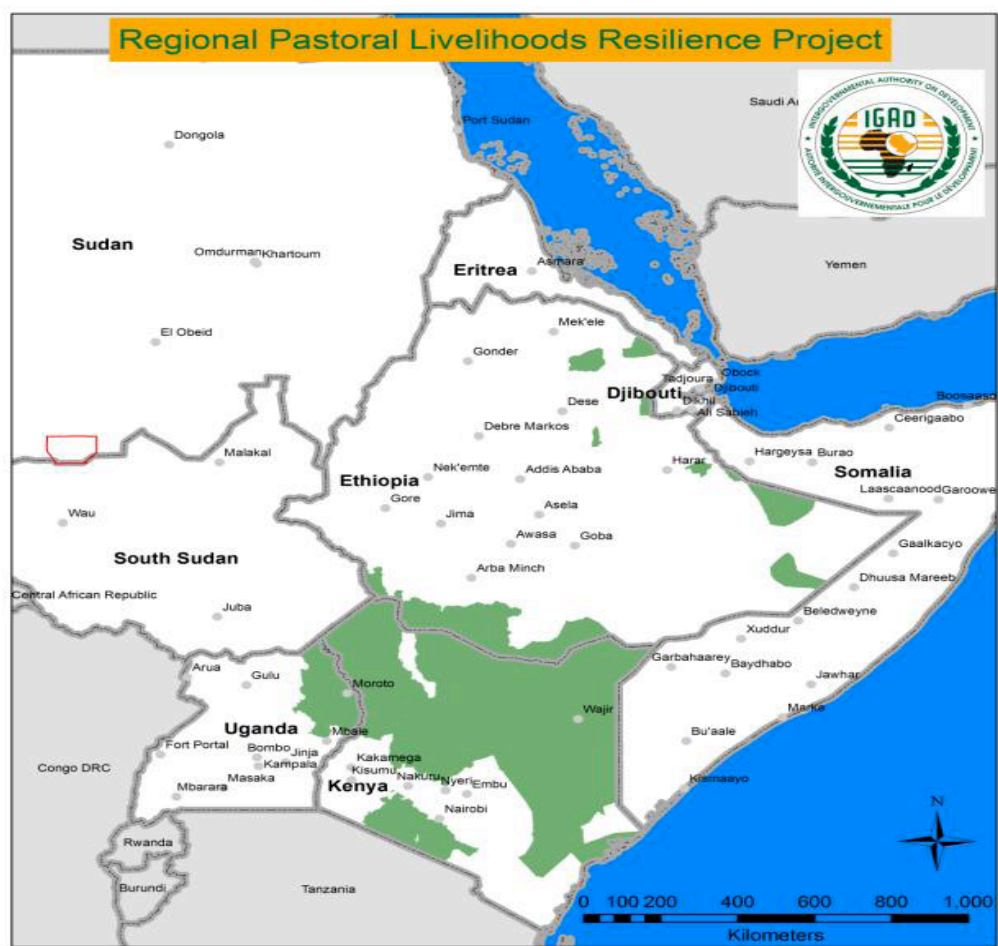 Regional Pastoral Livelihoods Resilience Project
INTERGOVERNMENTAL AUTHORITY ON DEVELOPMENT
IGAD
AUTORITÉ INTERGOUVERNEMENTALE POUR LE DÉVELOPPEMENT
Saudi A
Port Sudan
Dongola
Sudan
Omdurman
Khartoum
Eritrea
Asmara
Yemen
El Obeid
Mek'ele
Gonder
Obock
Tadjoura
Djibouti
Djibouti
Dikhil
Ali Sabieh
Boosaaso
Dese
Ceerigaabo
Debre Markos
Malakal
Nek'emte
Addis Ababa
Harar
Hargeysa
Burao
Somalia
Ethiopia
Laascaanood
Garoowe
Gore
Asela
Wau
Jima
Awasa
Goba
Gaalkacyo
South Sudan
Arba Minch
Dhuusa Mareeb
Central African Republic
Juba
Beledweyne
Xuddur
Arua
Gulu
Garbahaarey
Baydhabo
Jawhar
Moroto
Wajir
Marka
Uganda
Mbale
Bu'aale
Fort Portal
Bombo
Jinja
Kampala
Kakamega
Kisumu
Congo DRC
Masaka
Kenya
Nakuru
Nyeri
Embu
Kismaayo
Mbarara
Nairobi
N
Rwanda
Burundi
Tanzania
0 100 200 400 600 800 1,000
Kilometers